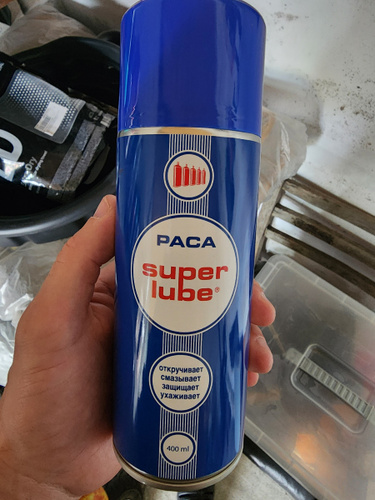 PACA
super
lube®
откручивает
смазывает
защищает
ухаживает
400 ml